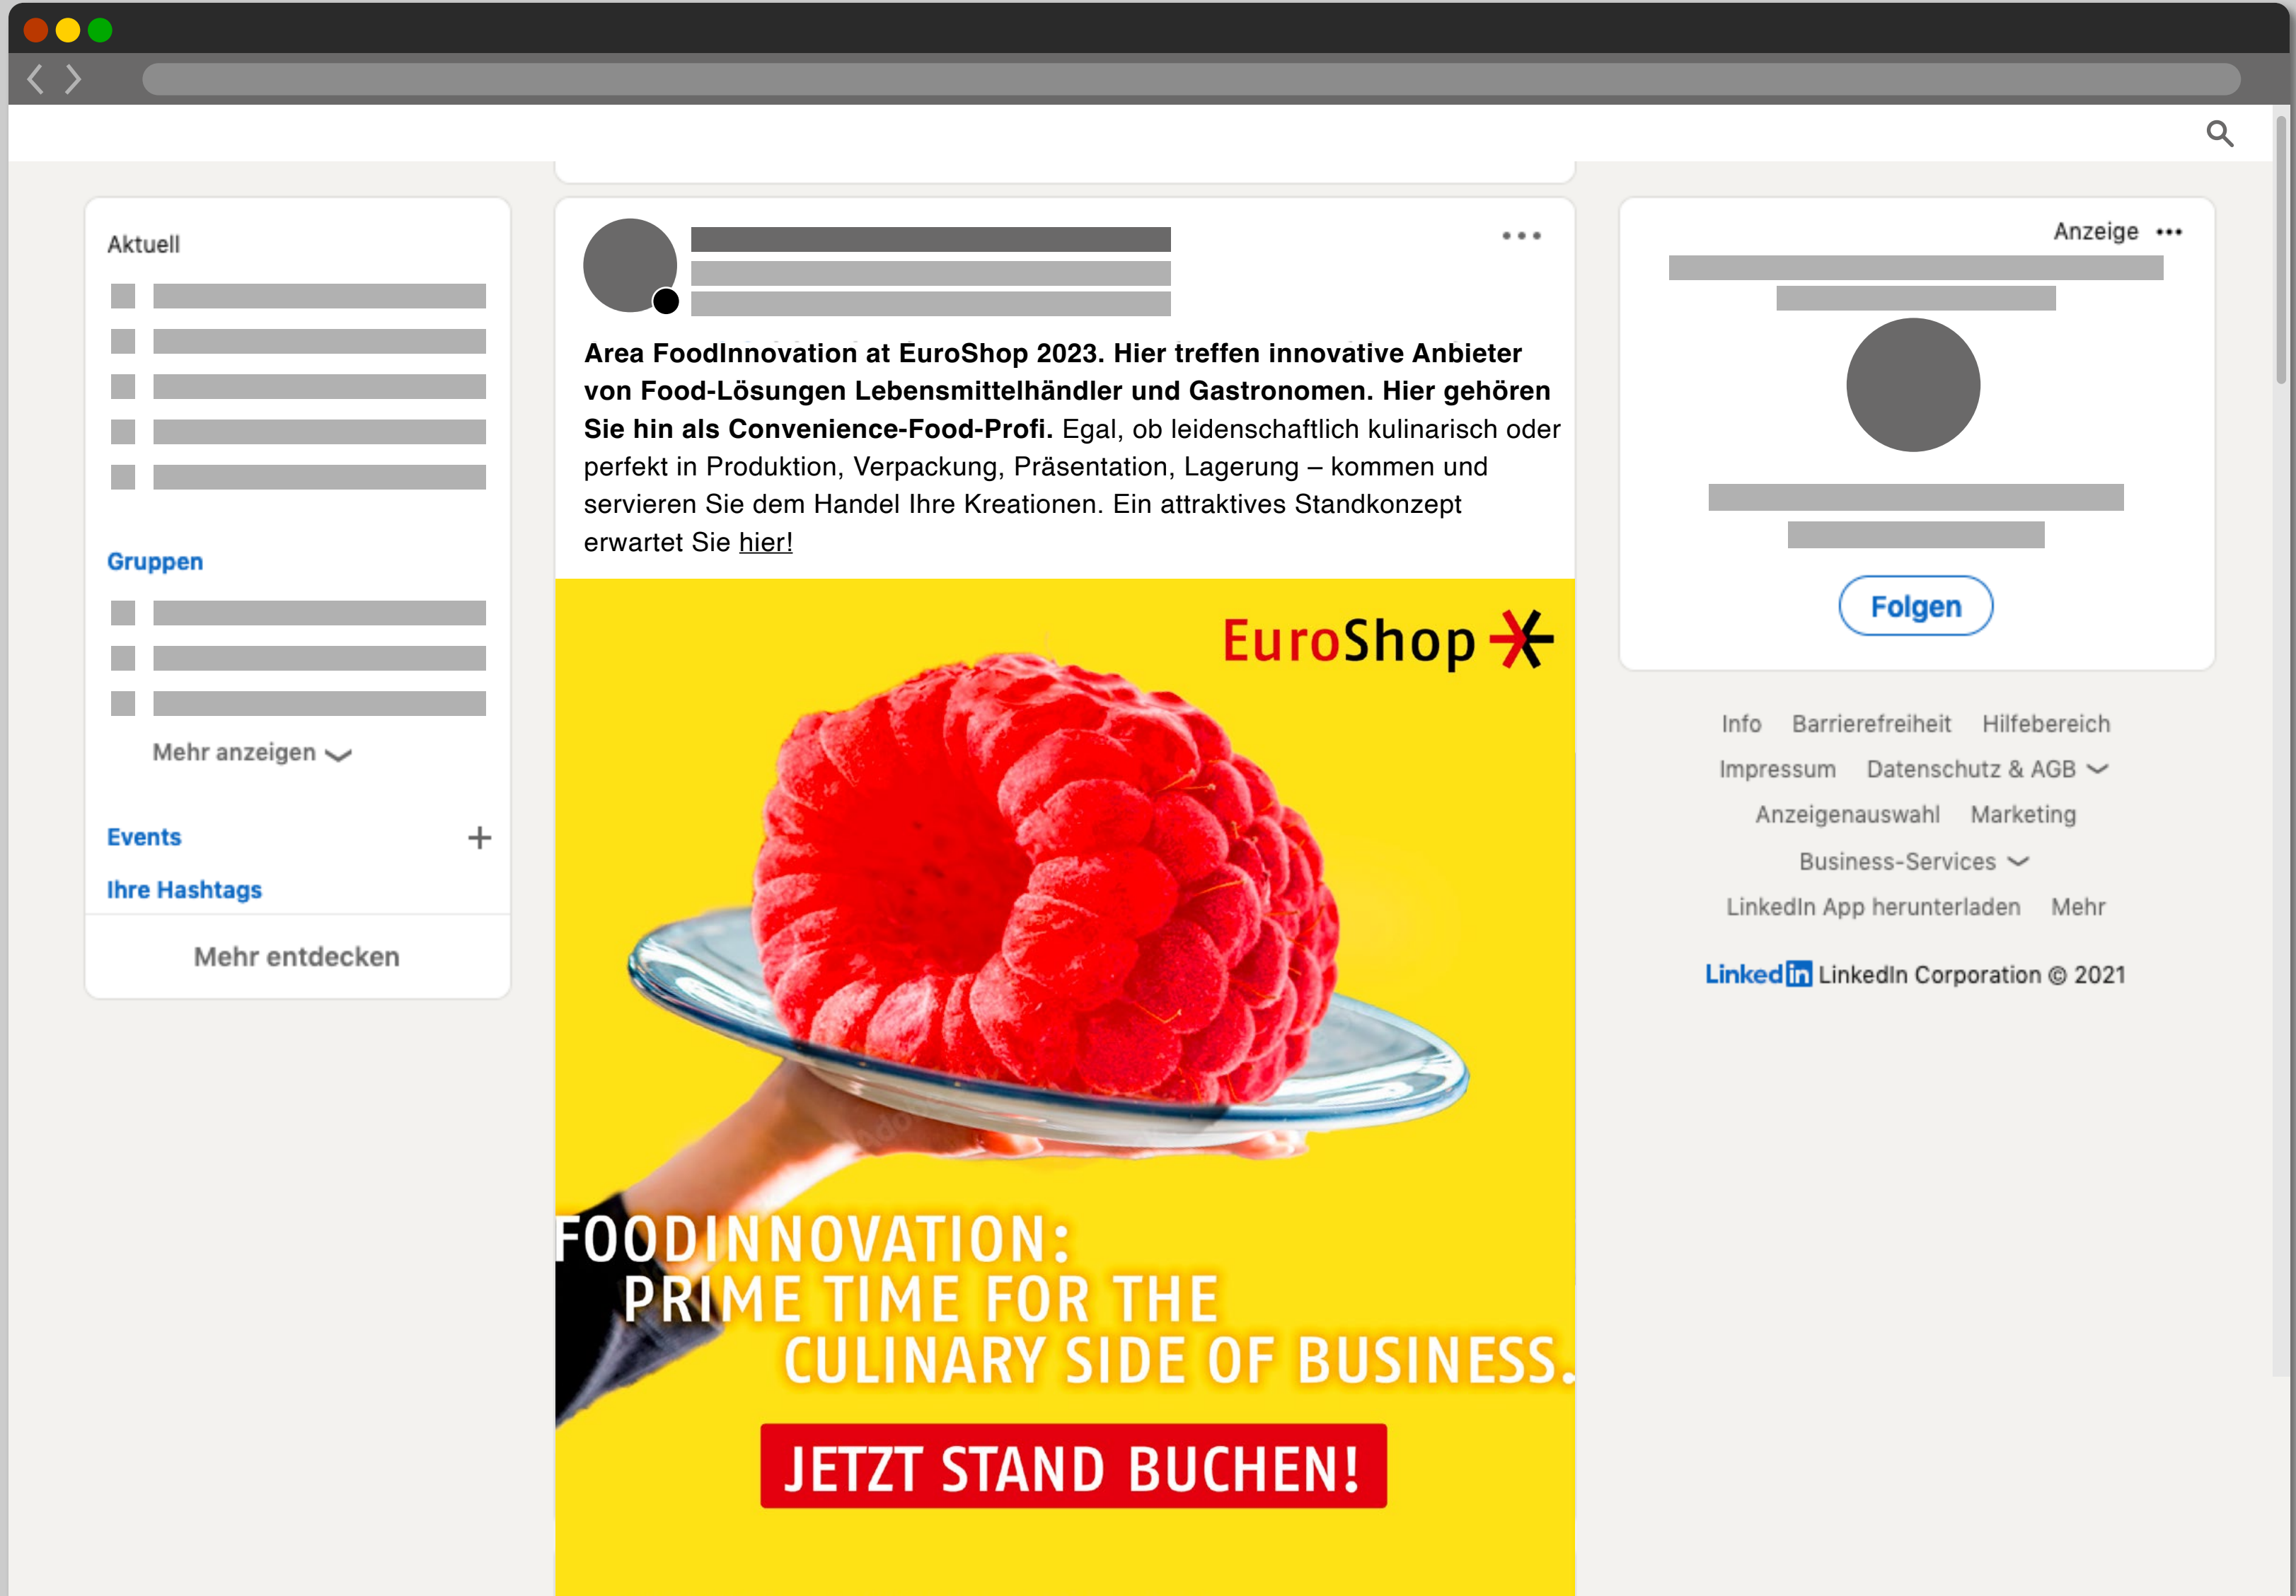 Aktuell
Gruppen
Mehr anzeigen
Events
Ihre Hashtags
Mehr entdecken
Area FoodInnovation at EuroShop 2023. Hier treffen innovative Anbieter
von Food-Lösungen Lebensmittelhändler und Gastronomen. Hier gehören
Sie hin als Convenience-Food-Profi. Egal, ob leidenschaftlich kulinarisch oder
perfekt in Produktion, Verpackung, Präsentation, Lagerung – kommen und
servieren Sie dem Handel Ihre Kreationen. Ein attraktives Standkonzept
erwartet Sie hier!
EuroShop
FOODINNOVATION:
PRIME TIME FOR THE
CULINARY SIDE OF BUSINESS.
JETZT STAND BUCHEN!
Anzeige
Folgen
Info Barrierefreiheit Hilfebereich
Impressum Datenschutz & AGB
Anzeigenauswahl Marketing
Business-Services
LinkedIn App herunterladen Mehr
LinkedIn LinkedIn Corporation © 2021